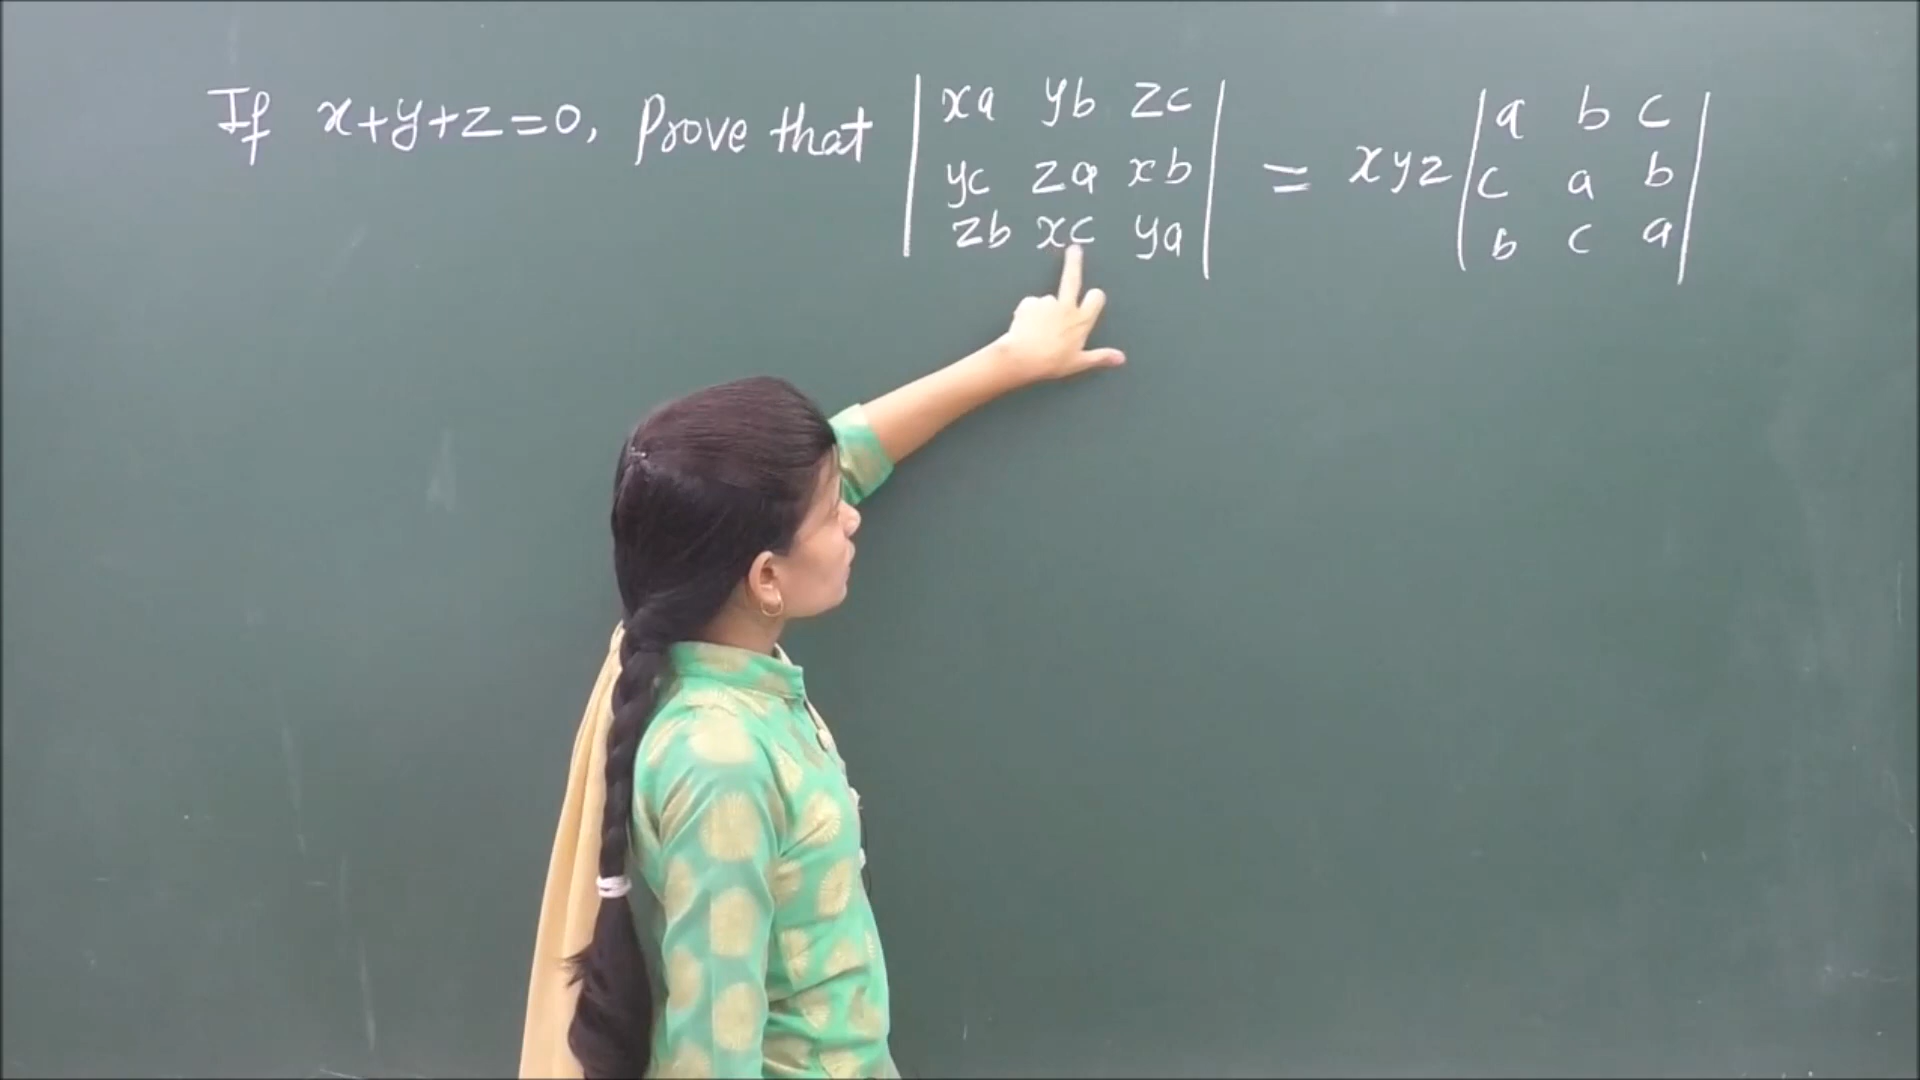 If x+y+z=0, Prove that | xa yb zc | = xyz | a b c |
| yc za xb | | c a b |
| zb xc ya | | b c a |